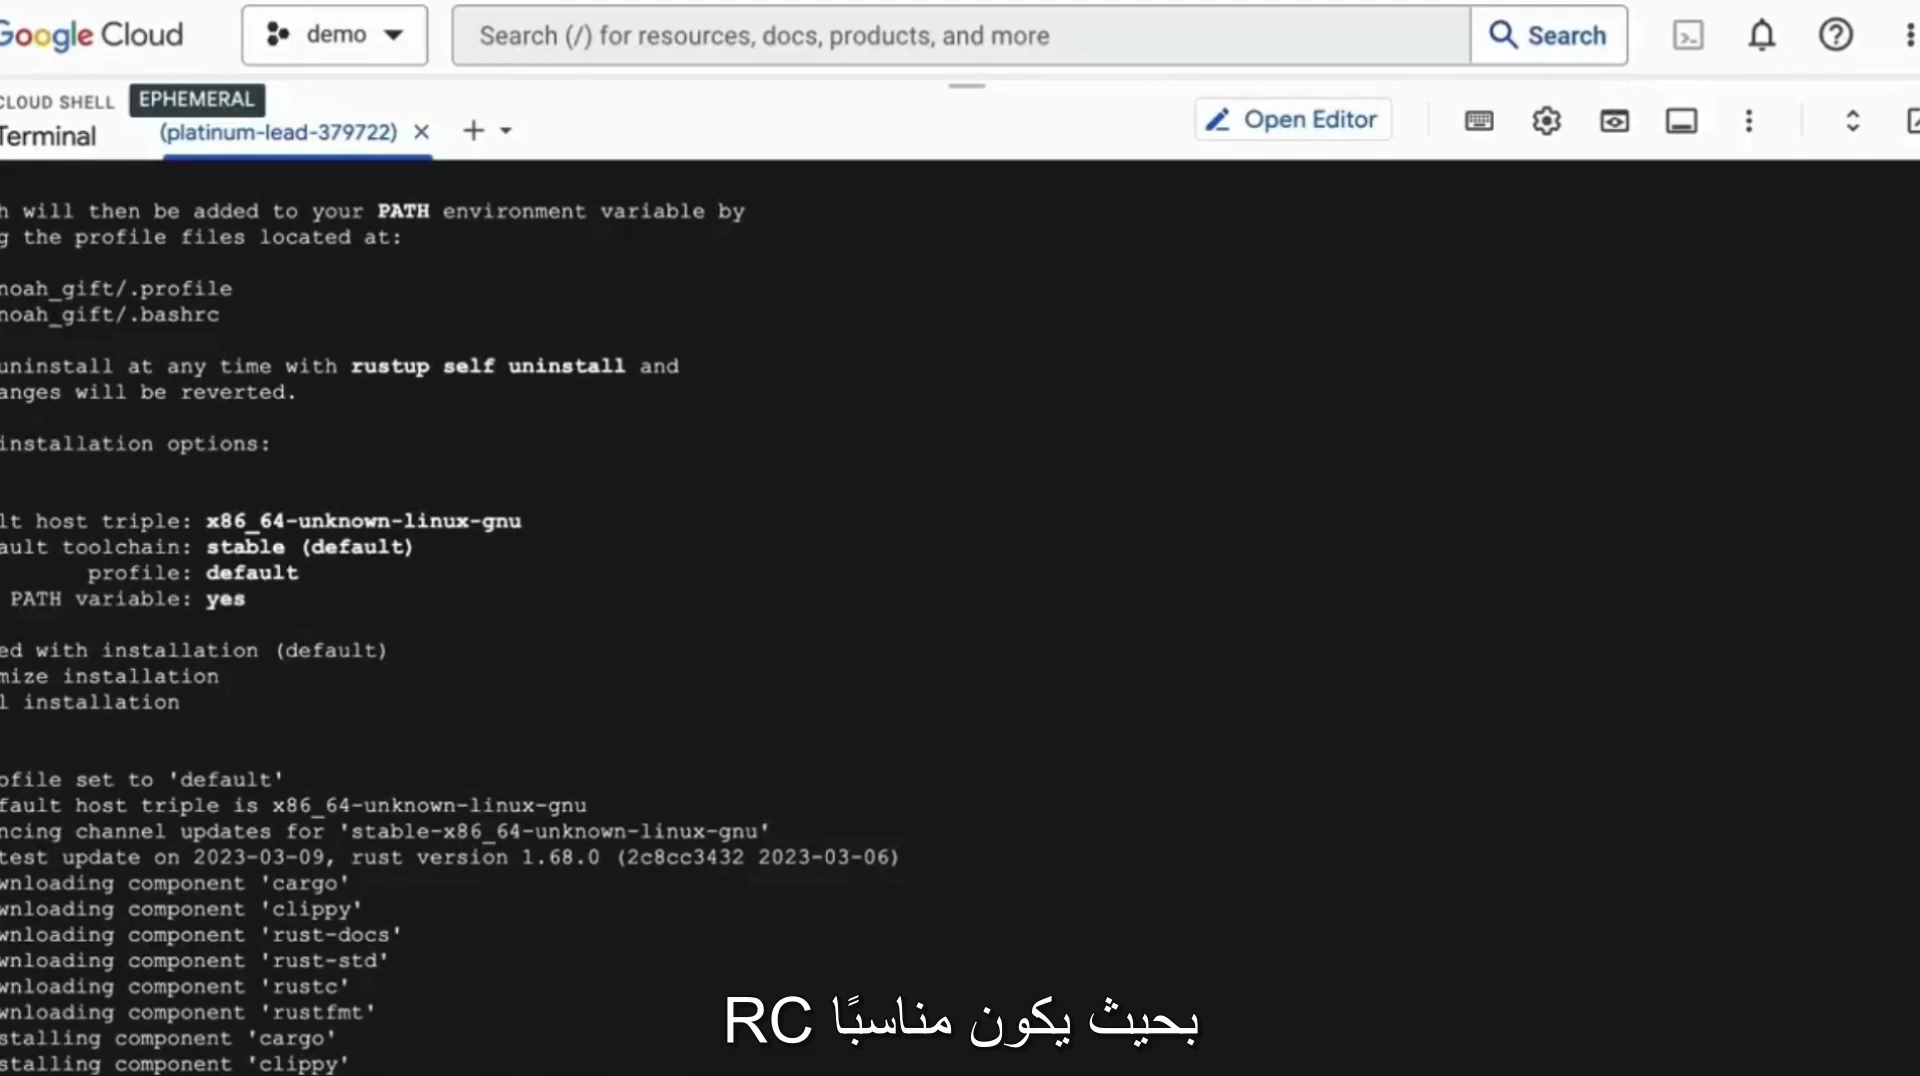 Google Cloud
demo
Search (/) for resources, docs, products, and more
Search
CLOUD SHELL
EPHEMERAL
Terminal
(platinum-lead-379722)
Open Editor
h will then be added to your PATH environment variable by
g the profile files located at:
noah_gift/.profile
noah_gift/.bashrc
uninstall at any time with rustup self uninstall and
anges will be reverted.
installation options:
lt host triple: x86_64-unknown-linux-gnu
ault toolchain: stable (default)
profile: default
PATH variable: yes
ed with installation (default)
mize installation
l installation
ofile set to 'default'
fault host triple is x86_64-unknown-linux-gnu
ncing channel updates for 'stable-x86_64-unknown-linux-gnu'
test update on 2023-03-09, rust version 1.68.0 (2c8cc3432 2023-03-06)
wnloading component 'cargo'
wnloading component 'clippy'
wnloading component 'rust-docs'
wnloading component 'rust-std'
wnloading component 'rustc'
wnloading component 'rustfmt'
stalling component 'cargo'
stalling component 'clippy'
بحيث يكون مناسبًا RC